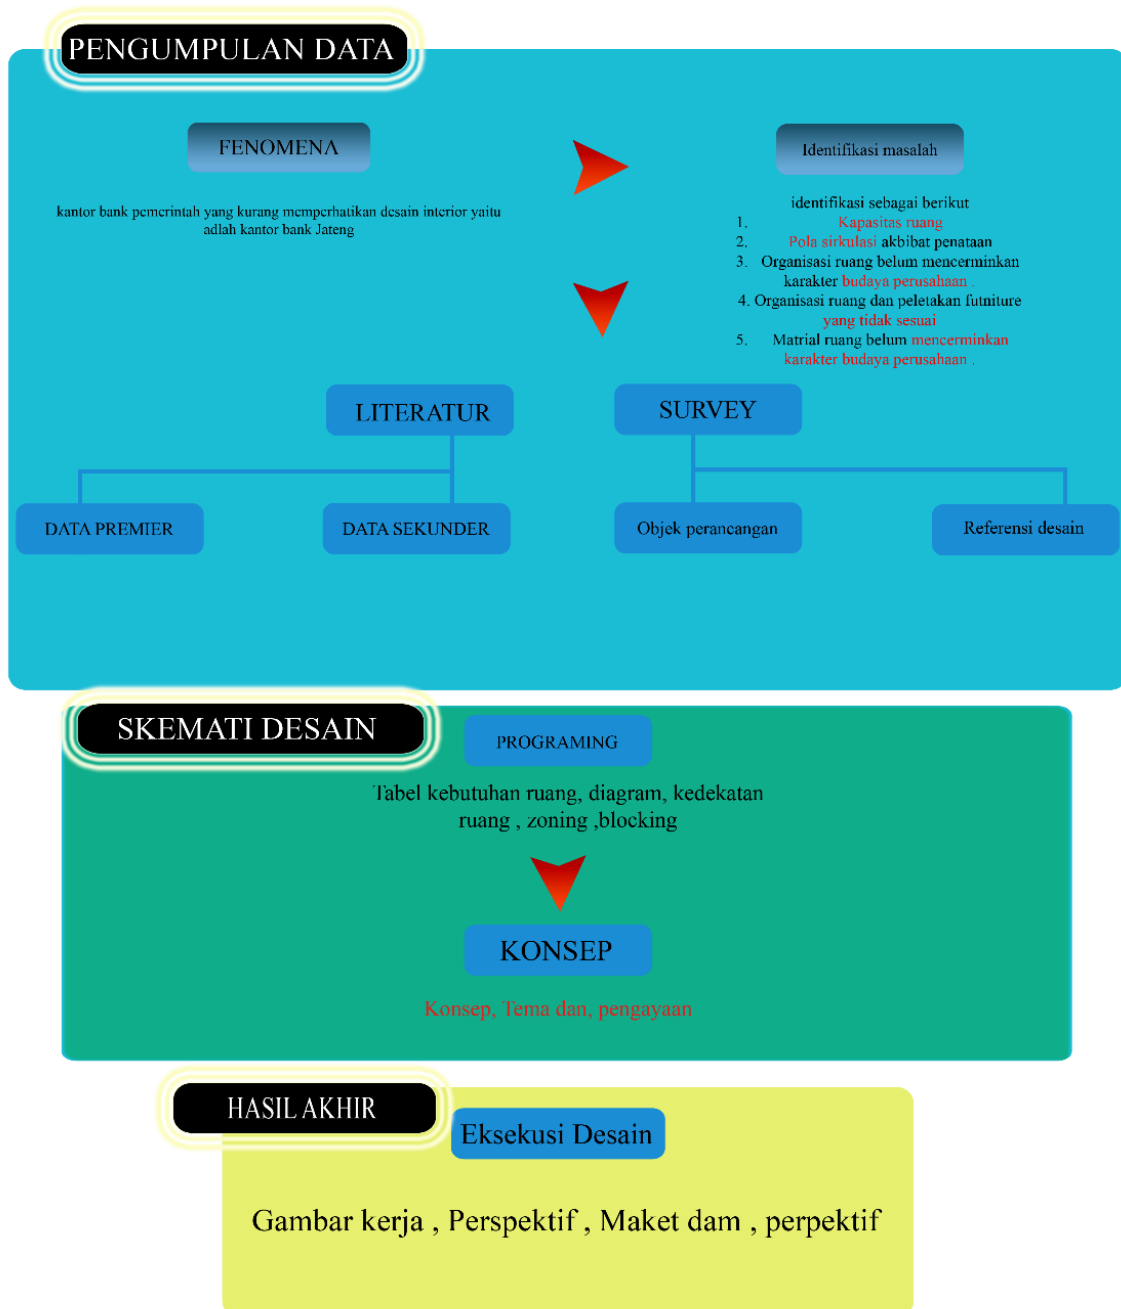 PENGUMPULAN DATA
FENOMENA
kantor bank pemerintah yang kurang memperhatikan desain interior yaitu
adlah kantor bank Jateng
Identifikasi masalah
identifikasi sebagai berikut
1. Kapasitas ruang
2. Pola sirkulasi akbibat penataan
3. Organisasi ruang belum mencerminkan
karakter budaya perusahaan .
4. Organisasi ruang dan peletakan futniture
yang tidak sesuai
5. Matrial ruang belum mencerminkan
karakter budaya perusahaan .
LITERATUR
SURVEY
DATA PREMIER
DATA SEKUNDER
Objek perancangan
Referensi desain
SKEMATI DESAIN
PROGRAMING
Tabel kebutuhan ruang, diagram, kedekatan
ruang , zoning ,blocking
KONSEP
Konsep, Tema dan, pengayaan
HASIL AKHIR
Eksekusi Desain
Gambar kerja , Perspektif , Maket dam , perpektif